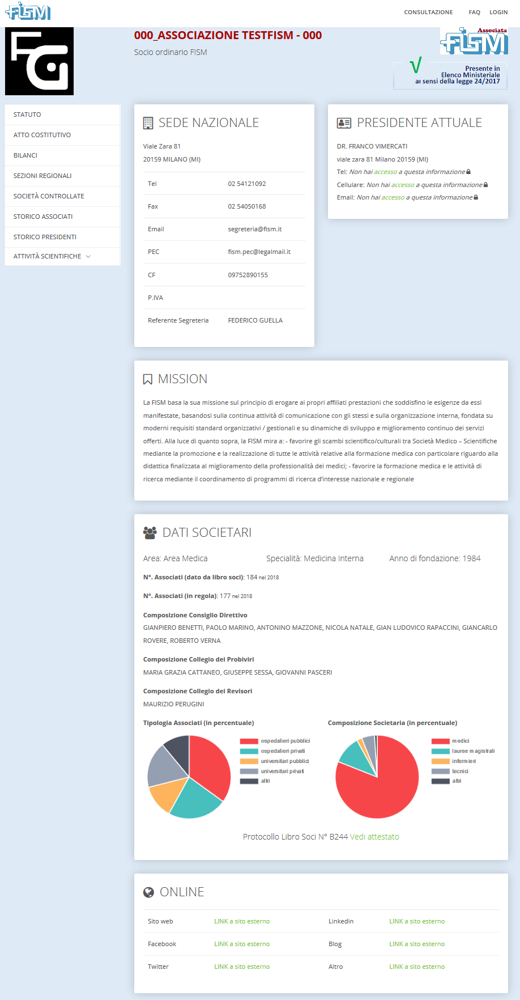 FISM
CONSULTAZIONE FAQ LOGIN
FG
000_ASSOCIAZIONE TESTFISM - 000
Socio ordinario FISM
Associata
FISM
√
Presente in
Elenco Ministeriale
ai sensi della legge 24/2017
STATUTO
ATTO COSTITUTIVO
BILANCI
SEZIONI REGIONALI
SOCIETÀ CONTROLLATE
STORICO ASSOCIATI
STORICO PRESIDENTI
ATTIVITÀ SCIENTIFICHE
SEDE NAZIONALE
Viale Zara 81
20159 MILANO (MI)
Tel 02 54121092
Fax 02 54050168
Email segreteria@fism.it
PEC fism.pec@legalmail.it
CF 09752890155
P.IVA
Referente Segreteria FEDERICO GUELLA
PRESIDENTE ATTUALE
DR. FRANCO VIMERCATI
viale zara 81 Milano 20159 (MI)
Tel: Non hai accesso a questa informazione
Cellulare: Non hai accesso a questa informazione
Email: Non hai accesso a questa informazione
MISSION
La FISM basa la sua missione sul principio di erogare ai propri affiliati prestazioni che soddisfino le esigenze da essi
manifestate, basandosi sulla continua attività di comunicazione con gli stessi e sulla organizzazione interna, fondata su
moderni requisiti standard organizzativi / gestionali e su dinamiche di sviluppo e miglioramento continuo dei servizi
offerti. Alla luce di quanto sopra, la FISM mira a: - favorire gli scambi scientifico/culturali tra Società Medico – Scientifiche
mediante la promozione e la realizzazione di tutte le attività relative alla formazione medica con particolare riguardo alla
didattica finalizzata al miglioramento della professionalità dei medici; - favorire la formazione medica e le attività di
ricerca mediante il coordinamento di programmi di ricerca d’interesse nazionale e regionale
DATI SOCIETARI
Area: Area Medica Specialità: Medicina Interna Anno di fondazione: 1984
N°. Associati (dato da libro soci): 184 nel 2018
N°. Associati (in regola): 177 nel 2018
Composizione Consiglio Direttivo
GIANPIERO BENETTI, PAOLO MARINO, ANTONINO MAZZONE, NICOLA NATALE, GIAN LUDOVICO RAPACCINI, GIANCARLO
ROVERE, ROBERTO VERNA
Composizione Collegio dei Probiviri
MARIA GRAZIA CATTANEO, GIUSEPPE SESSA, GIOVANNI PASCERI
Composizione Collegio dei Revisori
MAURIZIO PERUGINI
Tipologia Associati (in percentuale)
ospedalieri pubblici
ospedalieri privati
universitari pubblici
universitari privati
altri
Composizione Societaria (in percentuale)
medici
lauree magistrali
infermieri
tecnici
altri
Protocollo Libro Soci N° B244 Vedi attestato
ONLINE
Sito web LINK a sito esterno Linkedin LINK a sito esterno
Facebook LINK a sito esterno Blog LINK a sito esterno
Twitter LINK a sito esterno Altro LINK a sito esterno